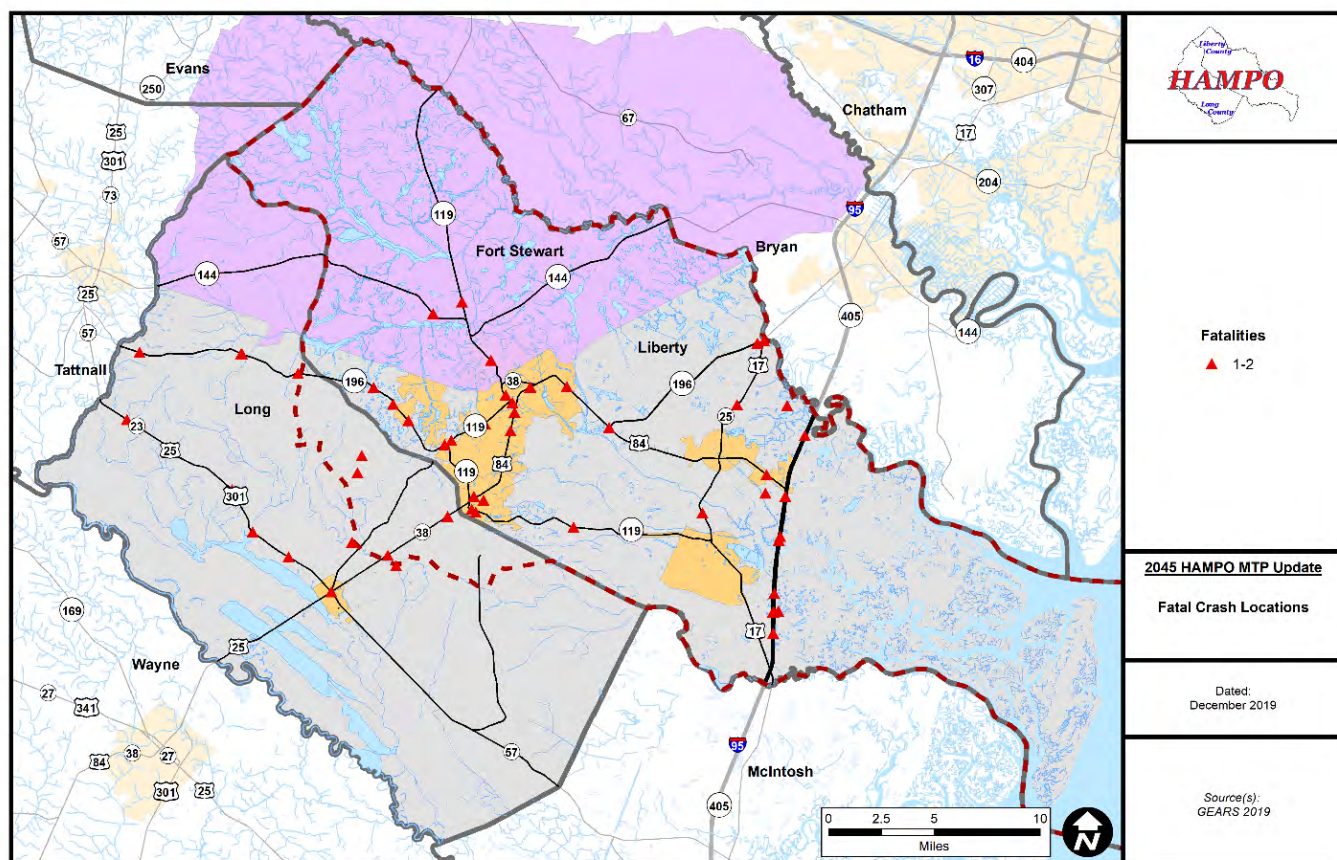 Evans
250
25
301
73
57
25
57
Tattnall
144
119
Fort Stewart
144
67
Chatham
16
404
307
17
204
95
Bryan
405
144
Liberty
17
196
38
196
Long
23
25
301
119
84
119
84
25
38
119
17
169
25
Wayne
27
341
84
38
27
301
25
57
95
McIntosh
405
0 2.5 5 10
Miles
N
Liberty
County
HAMPO
Long
County
Fatalities
1-2
2045 HAMPO MTP Update
Fatal Crash Locations
Dated:
December 2019
Source(s):
GEARS 2019